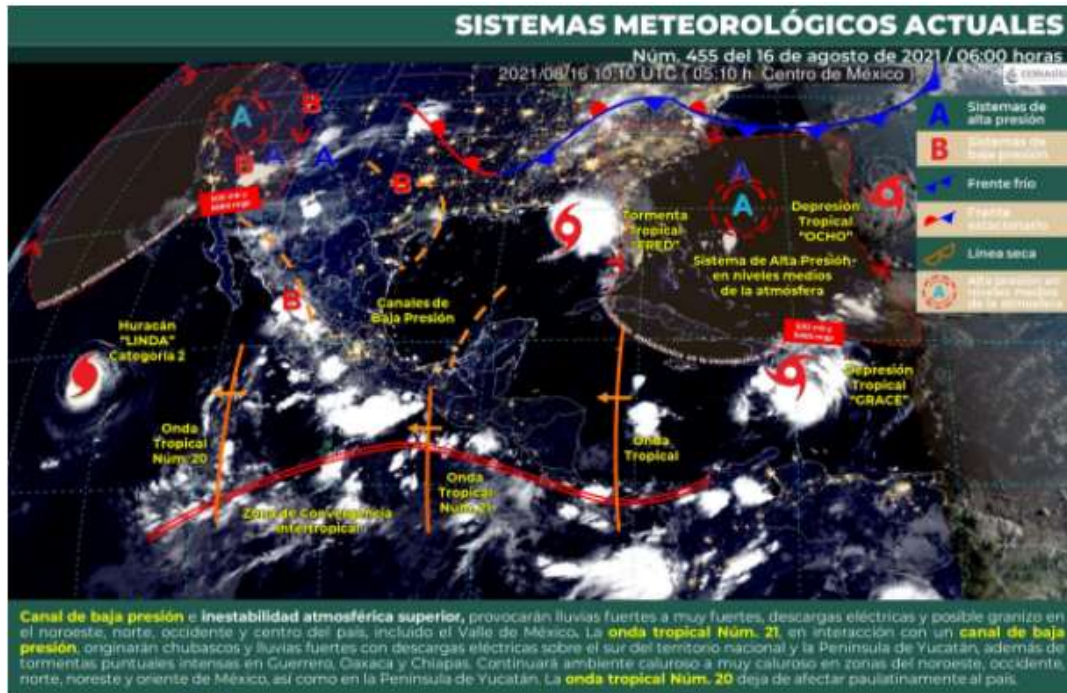 SISTEMAS METEOROLÓGICOS ACTUALES
Núm. 455 del 16 de agosto de 2021 / 06:00 horas
2021/08/16 10:10 UTC ( 05:10 h. Centro de México )
A
Sistemas de
alta presión
B
Sistemas de
baja presión
Frente frío
Frente
estacionario
Línea seca
A
Alta presión en
niveles medios
de la atmósfera
A
B
B
A
A
B
B
A
A
Tormenta
Tropical
"FRED"
Depresión
Tropical
"OCHO"
Sistema de Alta Presión
en niveles medios
de la atmósfera
Canales de
Baja Presión
Huracán
"LINDA"
Categoría 2
Depresión
Tropical
"GRACE"
Onda
Tropical
Núm. 20
Onda
Tropical
Núm. 21
Onda
Tropical
Zona de Convergencia
Intertropical
Canal de baja presión e inestabilidad atmosférica superior, provocarán lluvias fuertes a muy fuertes, descargas eléctricas y posible granizo en
el noroeste, norte, occidente y centro del país, incluido el Valle de México. La onda tropical Núm. 21, en interacción con un canal de baja
presión, originarán chubascos y lluvias fuertes con descargas eléctricas sobre el sur del territorio nacional y la Península de Yucatán, además de
tormentas puntuales intensas en Guerrero, Oaxaca y Chiapas. Continuará ambiente caluroso a muy caluroso en zonas del noroeste, occidente,
norte, noreste y oriente de México, así como en la Península de Yucatán. La onda tropical Núm. 20 deja de afectar paulatinamente al país.